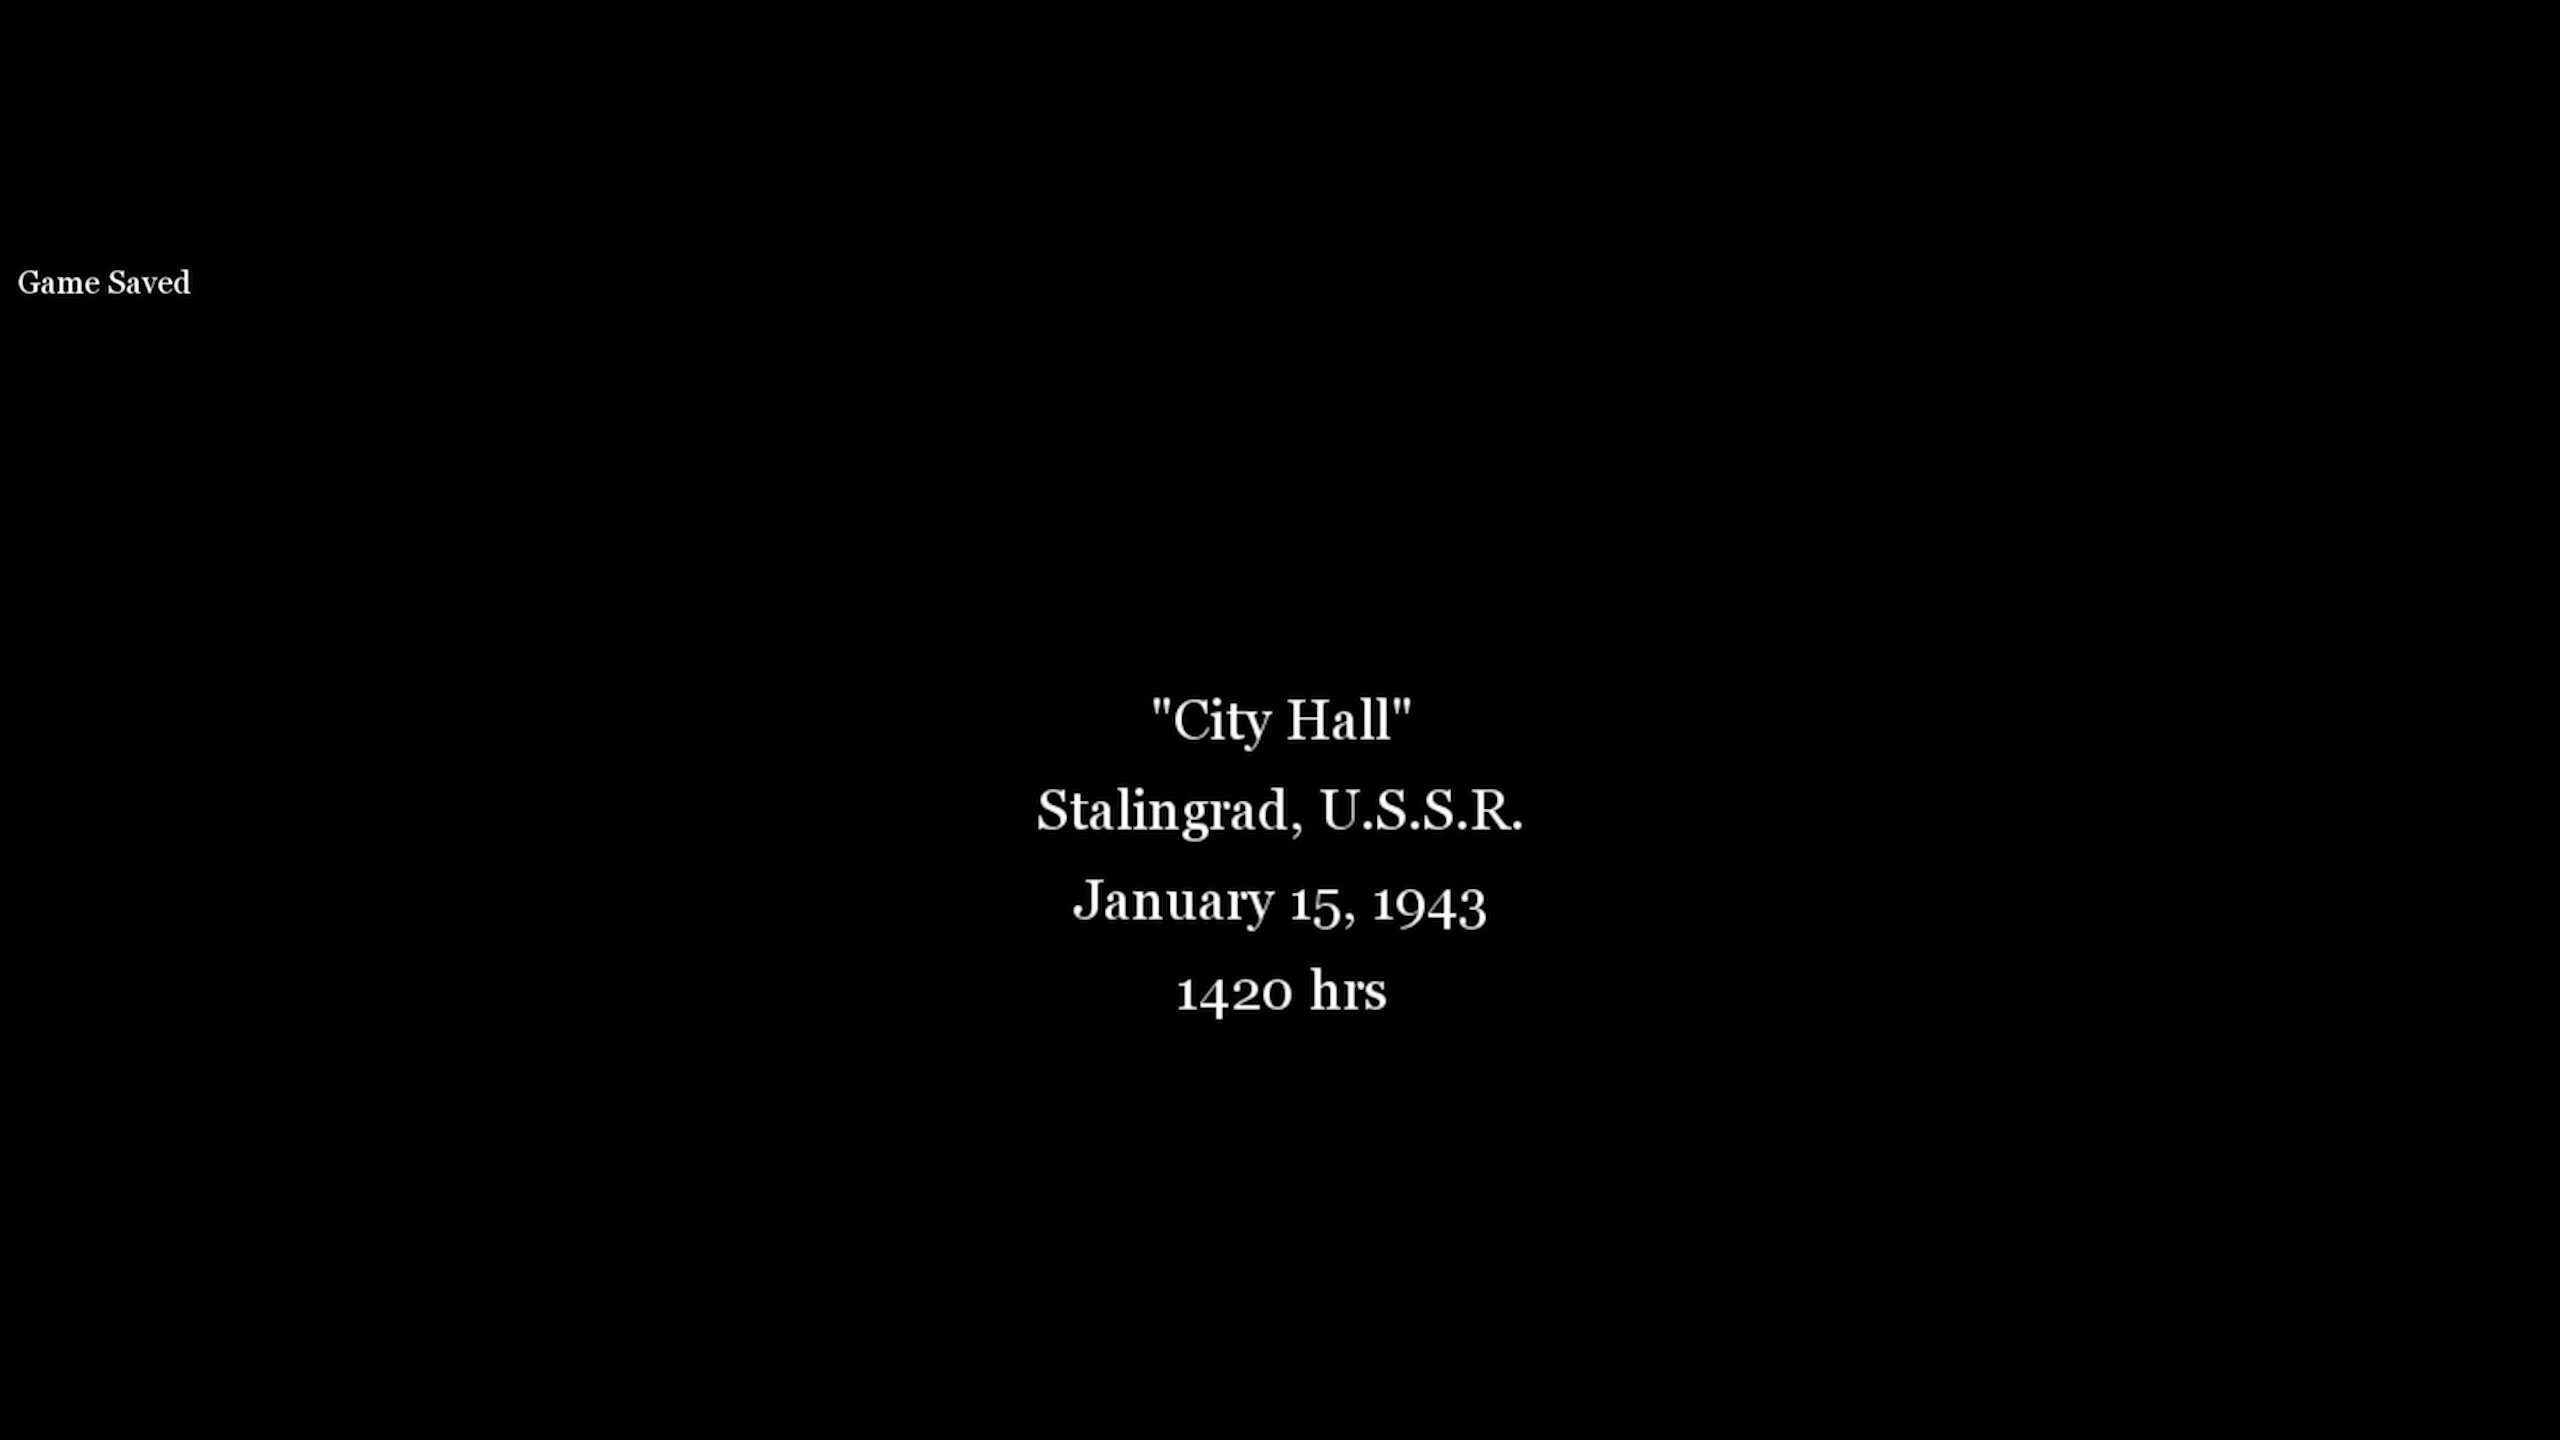 Game Saved
"City Hall"
Stalingrad, U.S.S.R.
January 15, 1943
1420 hrs